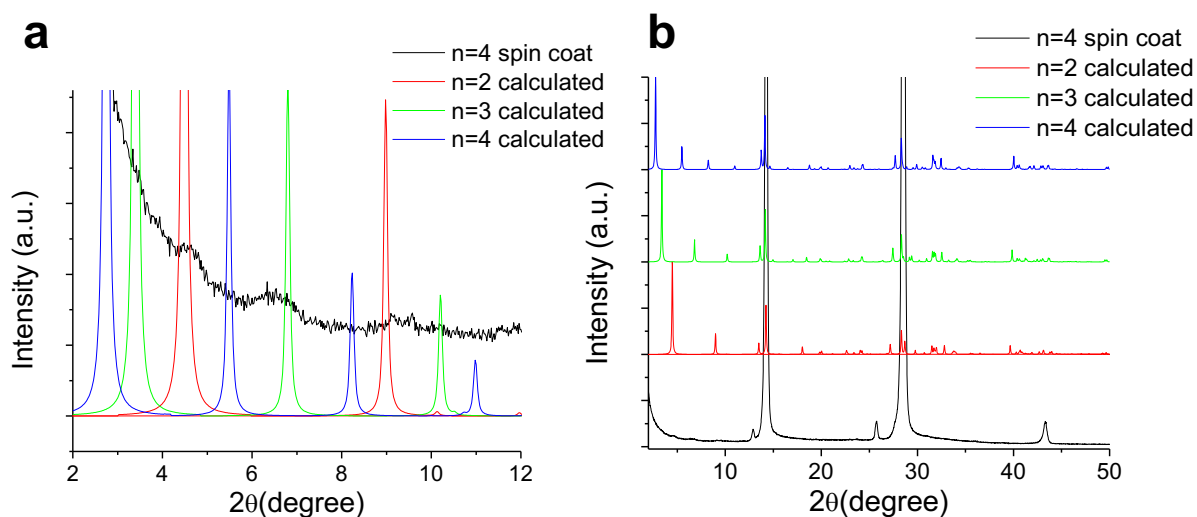 a
n=4 spin coat
n=2 calculated
n=3 calculated
n=4 calculated
Intensity (a.u.)
2 4 6 8 10 12
2θ(degree)
b
n=4 spin coat
n=2 calculated
n=3 calculated
n=4 calculated
Intensity (a.u.)
10 20 30 40 50
2θ(degree)